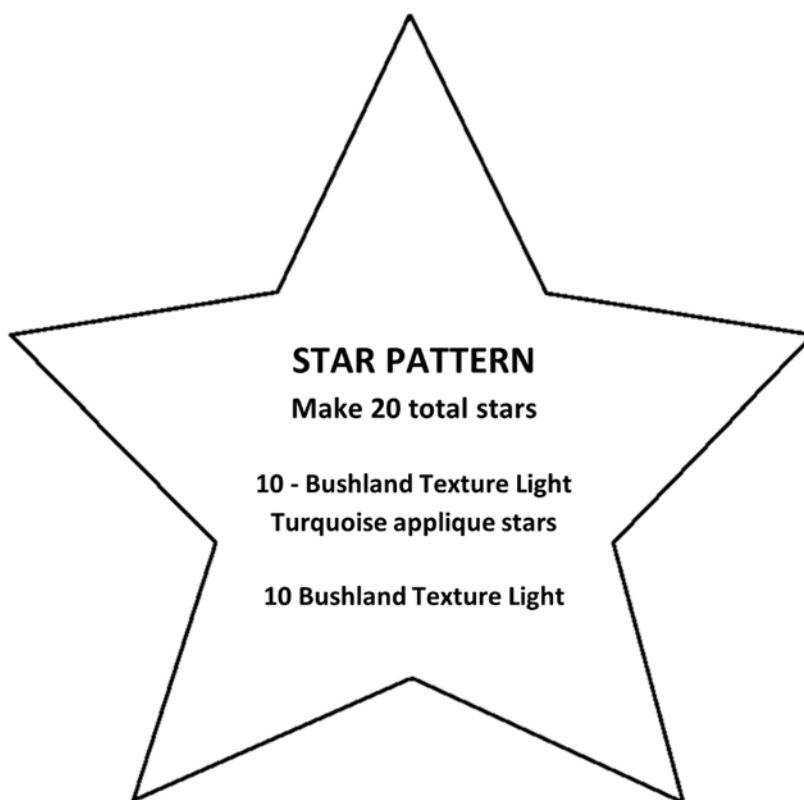 STAR PATTERN
Make 20 total stars
10 - Bushland Texture Light
Turquoise applique stars
10 Bushland Texture Light